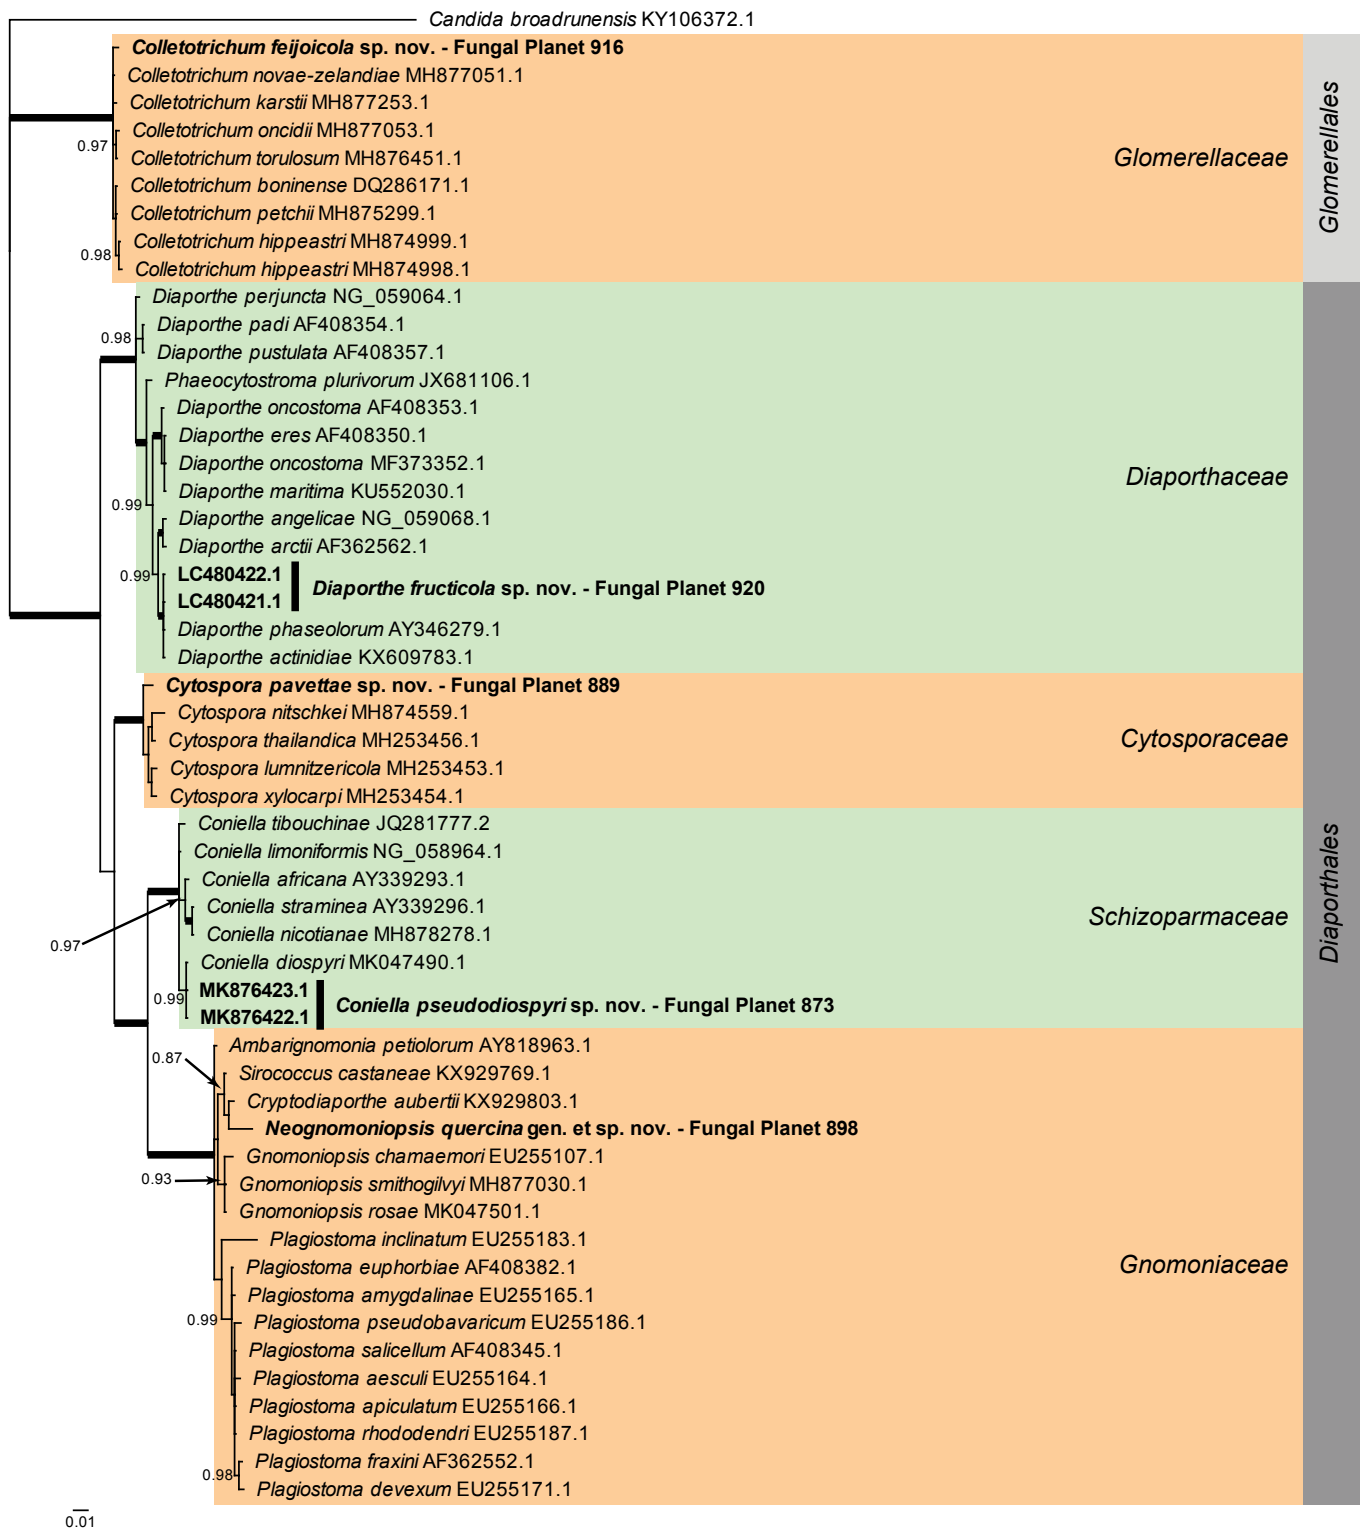 Candida broadrunensis KY106372.1
Colletotrichum feijoicola sp. nov. - Fungal Planet 916
Colletotrichum novae-zelandiae MH877051.1
Colletotrichum karstii MH877253.1
Colletotrichum oncidii MH877053.1
0.97
Colletotrichum torulosum MH876451.1
Glomerellaceae
Glomerellales
Colletotrichum boninense DQ286171.1
Colletotrichum petchii MH875299.1
Colletotrichum hippeastri MH874999.1
0.98
Colletotrichum hippeastri MH874998.1
Diaporthe perjuncta NG_059064.1
Diaporthe padi AF408354.1
0.98
Diaporthe pustulata AF408357.1
Phaeocytostroma plurivorum JX681106.1
Diaporthe oncostoma AF408353.1
Diaporthe eres AF408350.1
Diaporthe oncostoma MF373352.1
Diaporthaceae
Diaporthe maritima KU552030.1
0.99
Diaporthe angelicae NG_059068.1
Diaporthe arctii AF362562.1
0.99
LC480422.1
LC480421.1
Diaporthe fructicola sp. nov. - Fungal Planet 920
Diaporthe phaseolorum AY346279.1
Diaporthe actinidiae KX609783.1
Cytospora pavettae sp. nov. - Fungal Planet 889
Cytospora nitschkei MH874559.1
Cytospora thailandica MH253456.1
Cytosporaceae
Cytospora lumnitzericola MH253453.1
Cytospora xylocarpi MH253454.1
Coniella tibouchinae JQ281777.2
Coniella limoniformis NG_058964.1
Coniella africana AY339293.1
Coniella straminea AY339296.1
Schizoparmaceae
Diaporthales
Coniella nicotianae MH878278.1
0.97
Coniella diospyri MK047490.1
0.99
MK876423.1
MK876422.1
Coniella pseudodiospyri sp. nov. - Fungal Planet 873
Ambarignomonia petiolorum AY818963.1
0.87
Sirococcus castaneae KX929769.1
Cryptodiaporthe aubertii KX929803.1
Neognomoniopsis quercina gen. et sp. nov. - Fungal Planet 898
Gnomoniopsis chamaemori EU255107.1
0.93
Gnomoniopsis smithogilvyi MH877030.1
Gnomoniopsis rosae MK047501.1
Plagiostoma inclinatum EU255183.1
Plagiostoma euphorbiae AF408382.1
Gnomoniaceae
Plagiostoma amygdalinae EU255165.1
0.99
Plagiostoma pseudobavaricum EU255186.1
Plagiostoma salicellum AF408345.1
Plagiostoma aesculi EU255164.1
Plagiostoma apiculatum EU255166.1
Plagiostoma rhododendri EU255187.1
Plagiostoma fraxini AF362552.1
0.98
Plagiostoma devexum EU255171.1
0.01